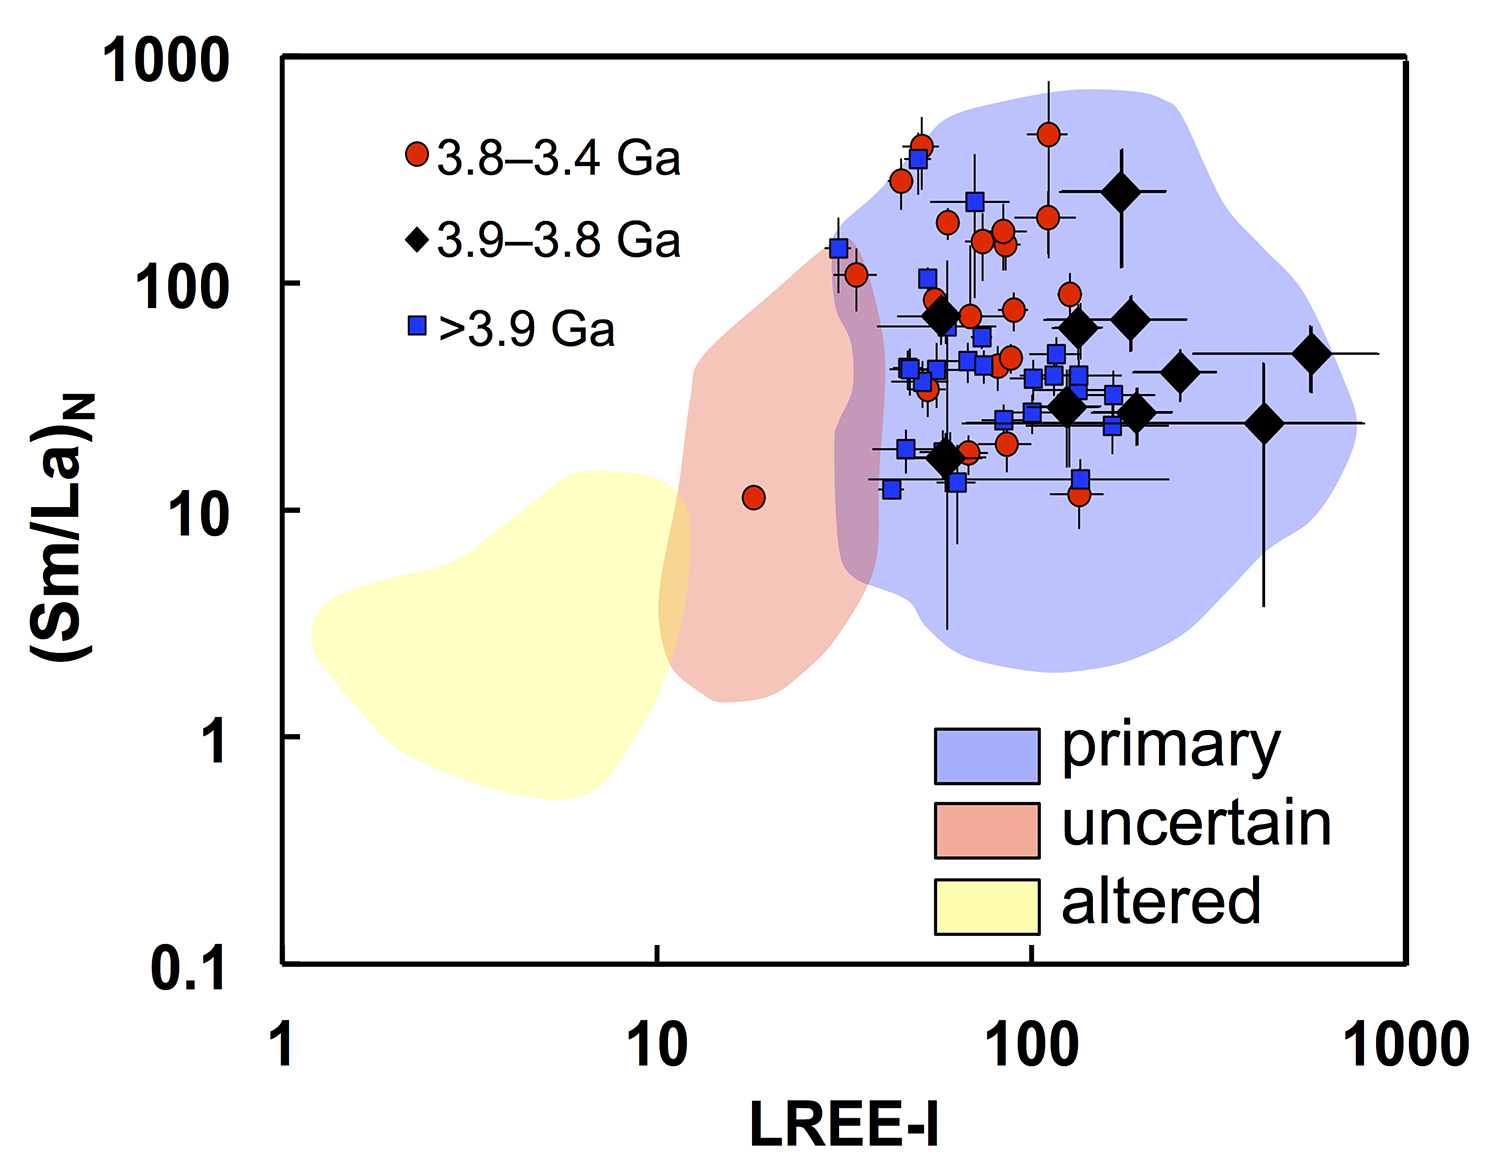 1000
100
10
1
0.1
(Sm/La)N
3.8–3.4 Ga
3.9–3.8 Ga
>3.9 Ga
primary
uncertain
altered
1
10
100
1000
LREE-I